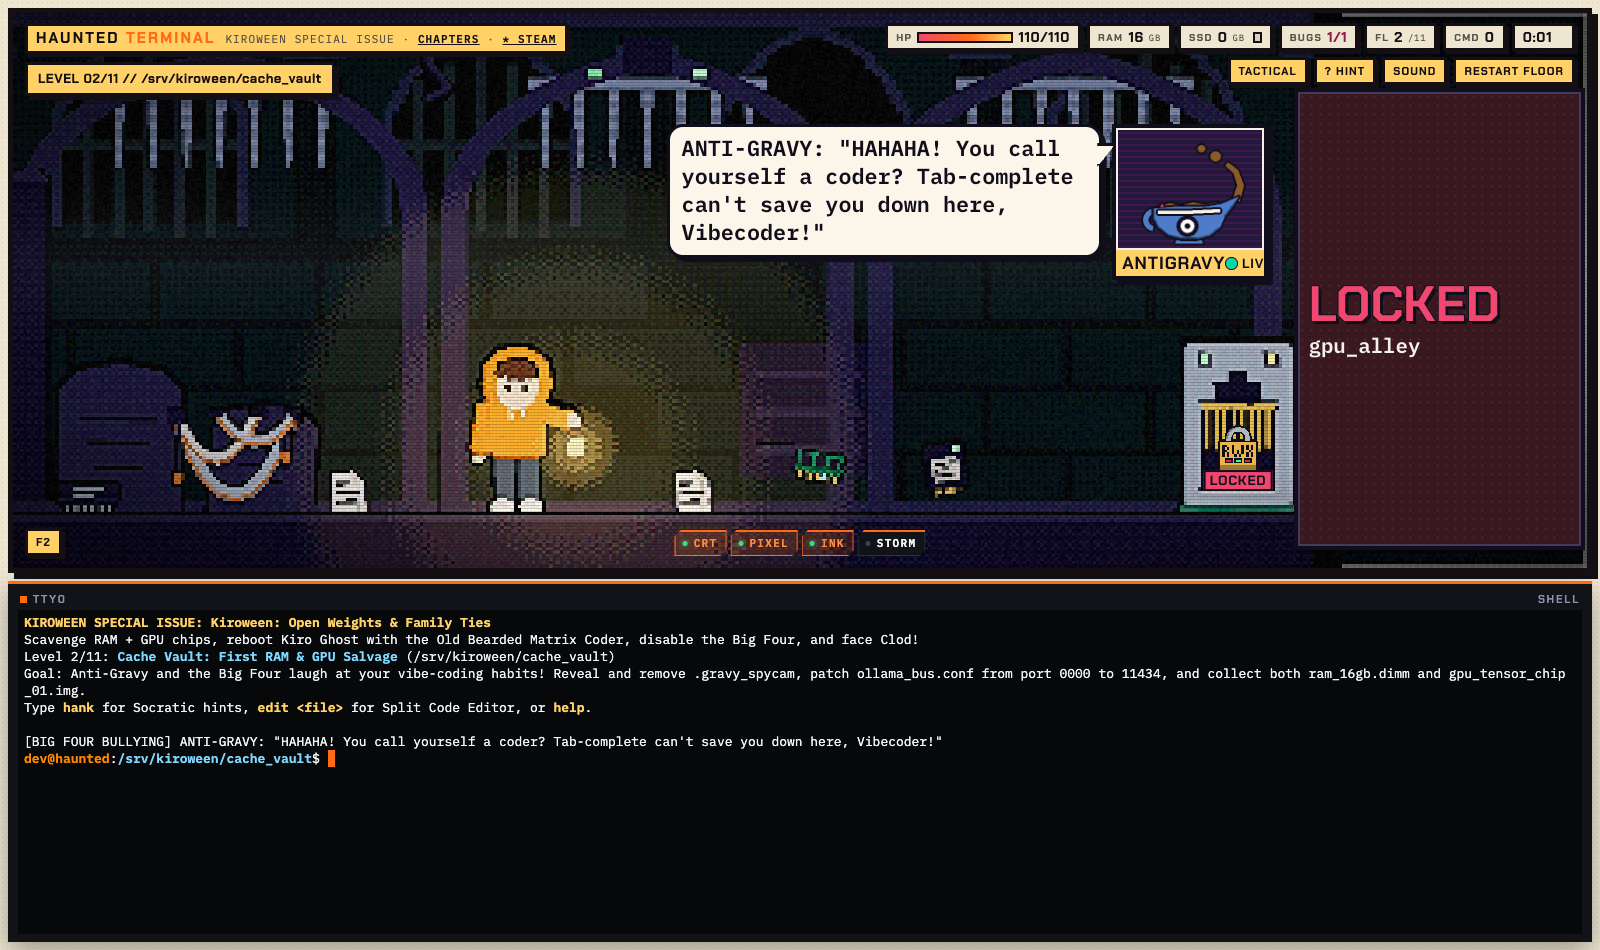 HAUNTED TERMINAL KIROWEEN SPECIAL ISSUE · CHAPTERS · * STEAM
HP 110/110 RAM 16 GB SSD 0 GB BUGS 1/1 FL 2 /11 CMD 0 0:01
LEVEL 02/11 // /srv/kiroween/cache_vault
TACTICAL ? HINT SOUND RESTART FLOOR
ANTI-GRAVY: "HAHAHA! You call
yourself a coder? Tab-complete
can't save you down here,
Vibecoder!"
ANTIGRAVY LIV
LOCKED
gpu_alley
RWX
LOCKED
F2
CRT PIXEL INK STORM
TTY0 SHELL
KIROWEEN SPECIAL ISSUE: Kiroween: Open Weights & Family Ties
Scavenge RAM + GPU chips, reboot Kiro Ghost with the Old Bearded Matrix Coder, disable the Big Four, and face Clod!
Level 2/11: Cache Vault: First RAM & GPU Salvage (/srv/kiroween/cache_vault)
Goal: Anti-Gravy and the Big Four laugh at your vibe-coding habits! Reveal and remove .gravy_spycam, patch ollama_bus.conf from port 0000 to 11434, and collect both ram_16gb.dimm and gpu_tensor_chip
_01.img.
Type hank for Socratic hints, edit <file> for Split Code Editor, or help.
[BIG FOUR BULLYING] ANTI-GRAVY: "HAHAHA! You call yourself a coder? Tab-complete can't save you down here, Vibecoder!"
dev@haunted:/srv/kiroween/cache_vault$